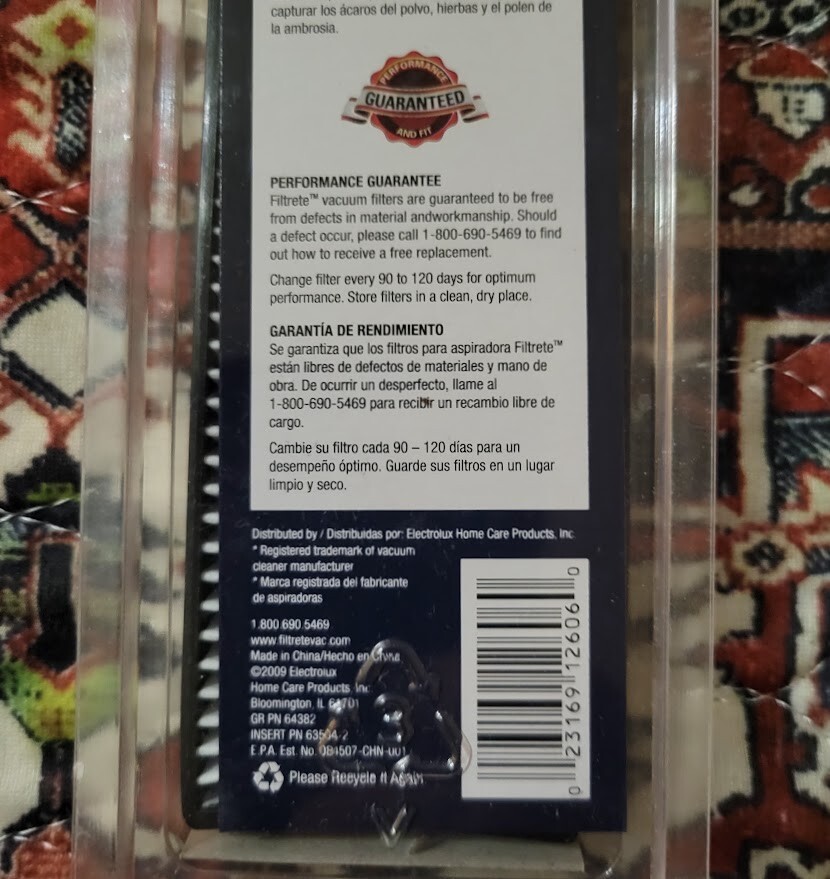 capturar los ácaros del polvo, hierbas y el polen de
la ambrosia.
PERFORMANCE
GUARANTEED
AND FIT
PERFORMANCE GUARANTEE
Filtrete™ vacuum filters are guaranteed to be free
from defects in material andworkmanship. Should
a defect occur, please call 1-800-690-5469 to find
out how to receive a free replacement.
Change filter every 90 to 120 days for optimum
performance. Store filters in a clean, dry place.
GARANTÍA DE RENDIMIENTO
Se garantiza que los filtros para aspiradora Filtrete™
están libres de defectos de materiales y mano de
obra. De ocurrir un desperfecto, llame al
1-800-690-5469 para recibir un recambio libre de
cargo.
Cambie su filtro cada 90 – 120 días para un
desempeño óptimo. Guarde sus filtros en un lugar
limpio y seco.
Distributed by / Distribuidas por: Electrolux Home Care Products, Inc.
* Registered trademark of vacuum
cleaner manufacturer
* Marca registrada del fabricante
de aspiradoras
1.800.690.5469
www.filtretevac.com
Made in China/Hecho en China
©2009 Electrolux
Home Care Products, Inc.
Bloomington, IL 61701
GR PN 64382
INSERT PN 63504-2
E.P.A. Est. No. 081507-CHN-001
Please Recycle It Again
0 23169 12606 0
3